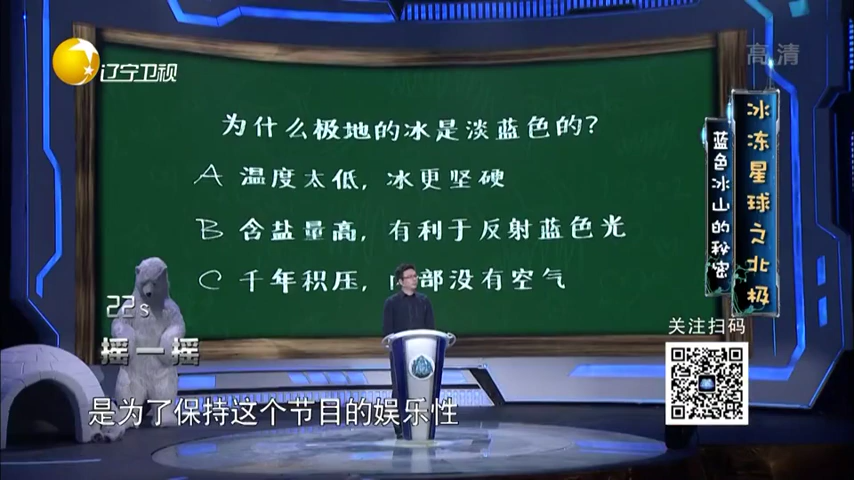 辽宁卫视
高清
为什么极地的冰是淡蓝色的?
A 温度太低，冰更坚硬
B 含盐量高，有利于反射蓝色光
C 千年积压，内部没有空气
冰冻星球之北极
蓝色冰山的秘密
22s
摇一摇
关注扫码
是为了保持这个节目的娱乐性